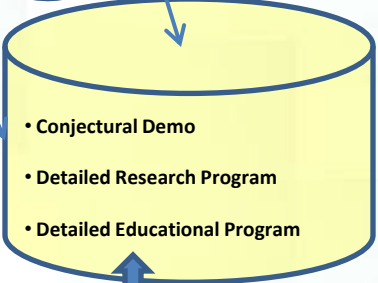 • Conjectural Demo
• Detailed Research Program
• Detailed Educational Program